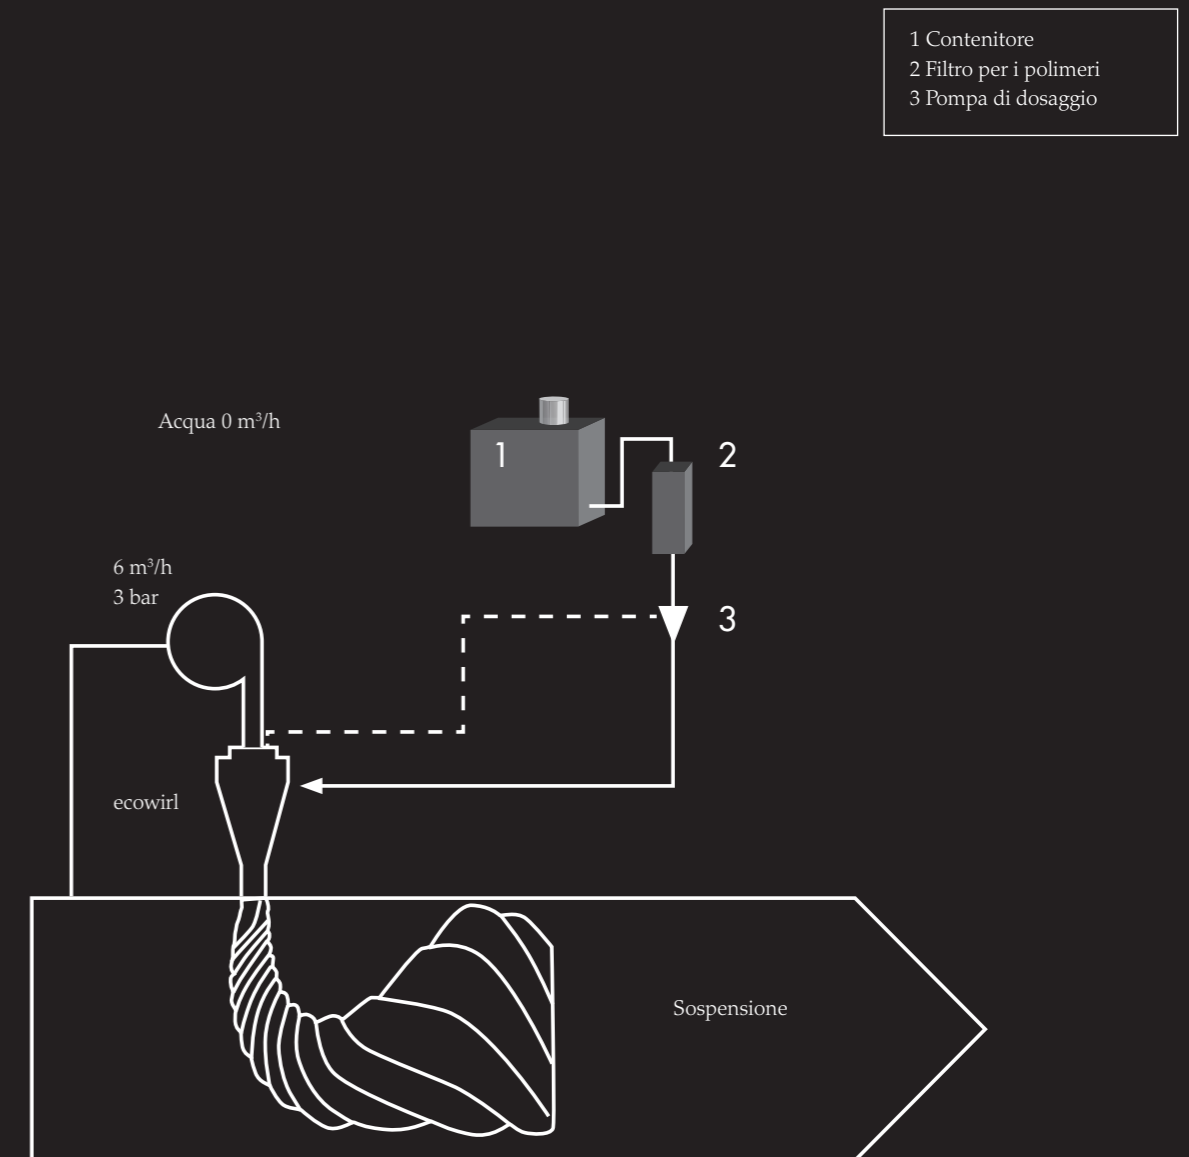 1 Contenitore
2 Filtro per i polimeri
3 Pompa di dosaggio
Acqua 0 m³/h
1
2
6 m³/h
3 bar
3
ecowirl
Sospensione